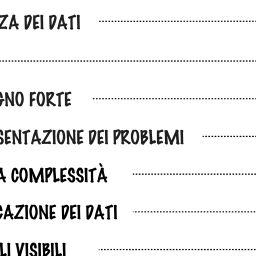 ZA DEI DATI
GNO FORTE
SENTAZIONE DEI PROBLEMI
A COMPLESSITÀ
CAZIONE DEI DATI
LI VISIBILI